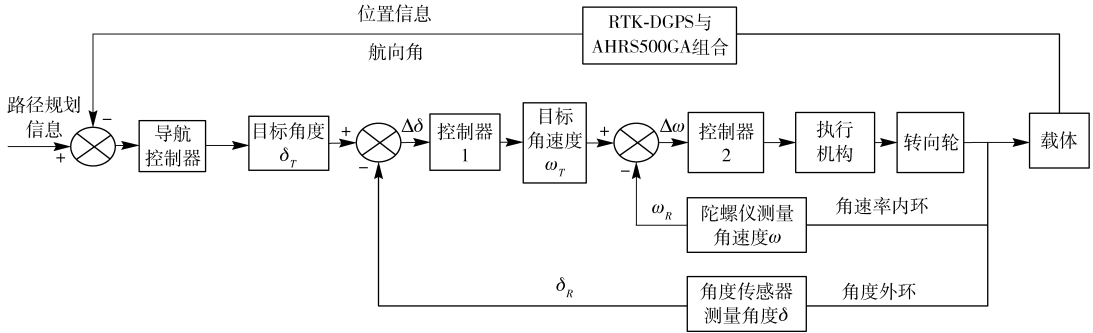 位置信息
RTK-DGPS与
AHRS500GA组合
航向角
路径规划
信息
+
−
导航
控制器
目标角度
δT
+
−
Δδ
控制器
1
目标
角速度
ωT
+
−
Δω
控制器
2
执行
机构
转向轮
载体
ωR
陀螺仪测量
角速度ω
角速率内环
δR
角度传感器
测量角度δ
角度外环